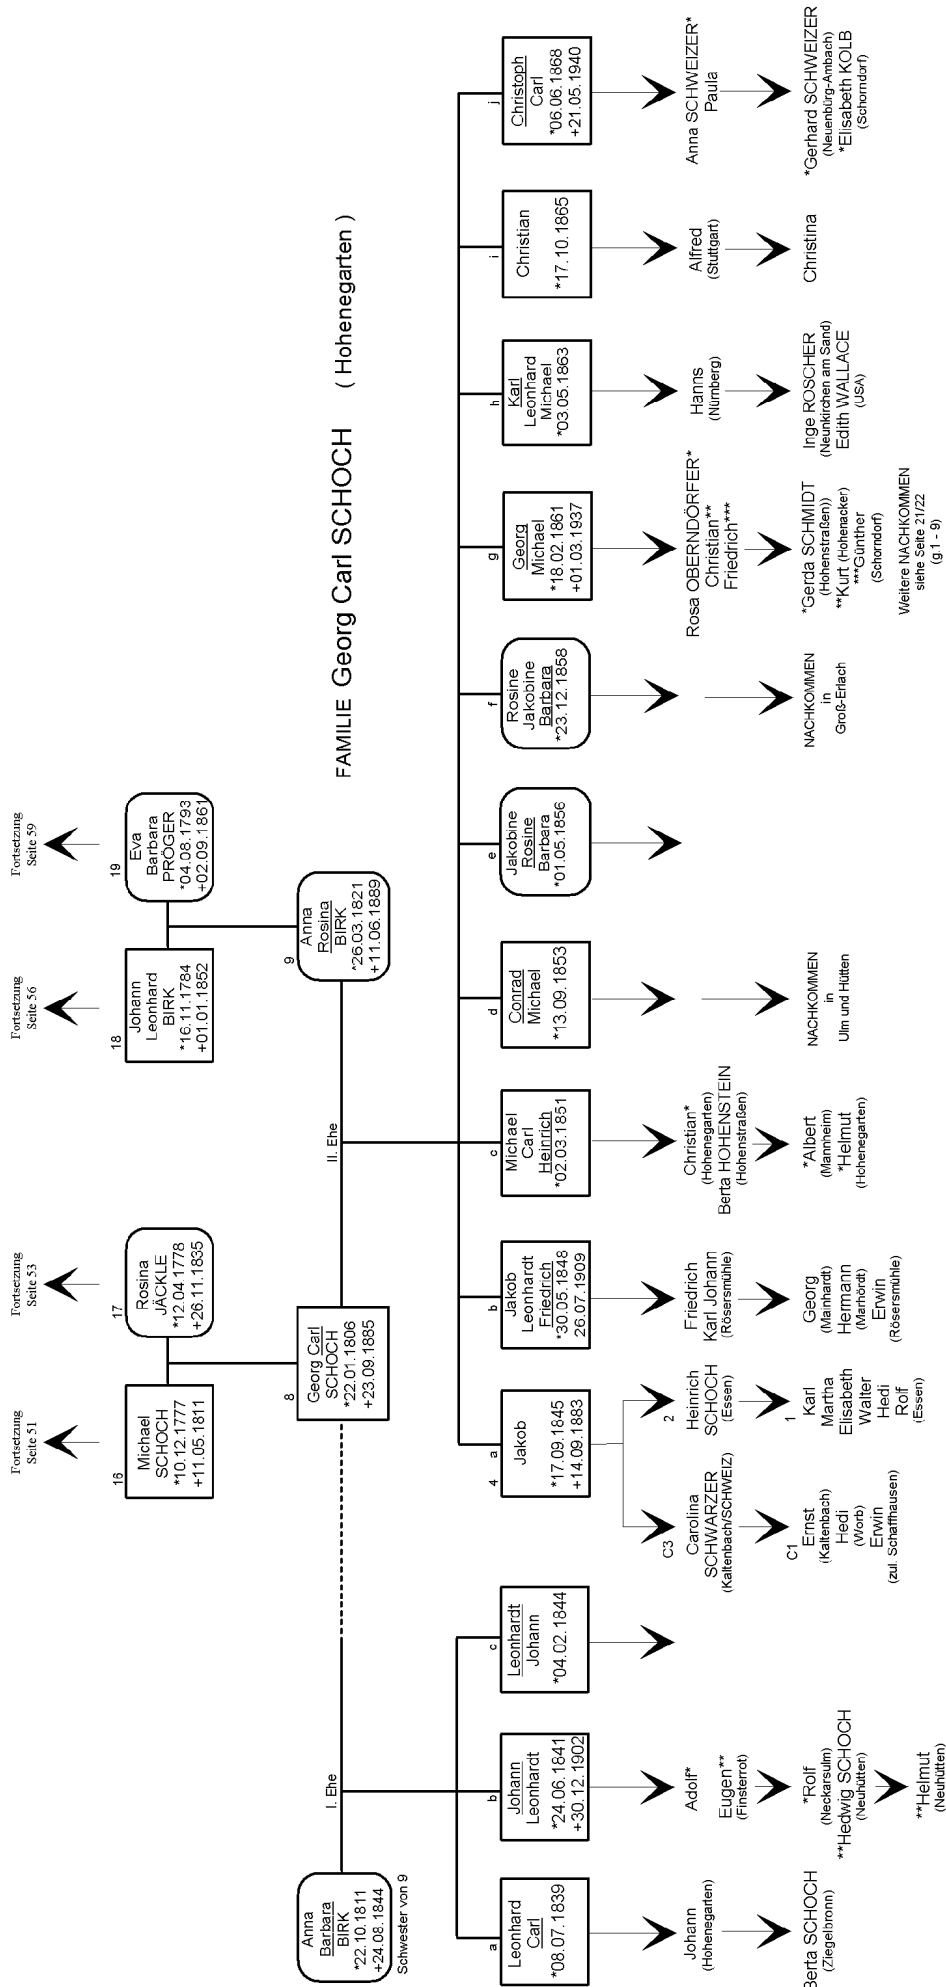 FAMILIE Georg Carl SCHOCH ( Hohenegarten )
Fortsetzung
Seite 51
Fortsetzung
Seite 53
Fortsetzung
Seite 56
Fortsetzung
Seite 59
16
Michael
SCHOCH
*10.12.1777
+11.05.1811
17
Rosina
JÄCKLE
*12.04.1778
+26.11.1835
18
Johann
Leonhard
BIRK
*16.11.1784
+01.01.1852
19
Eva
Barbara
PRÖGER
*04.08.1793
+02.09.1861
Anna
Barbara
BIRK
*22.10.1811
+24.08.1844
Schwester von 9
I. Ehe
8
Georg Carl
SCHOCH
*22.01.1806
+23.09.1885
II. Ehe
9
Anna
Rosina
BIRK
*26.03.1821
+11.06.1889
a
Leonhard
Carl
*08.07.1839
Johann
(Hohenegarten)
Berta SCHOCH
(Ziegelbronn)
b
Johann
Leonhardt
*24.06.1841
+30.12.1902
Adolf*
Eugen**
(Finsterrot)
*Rolf
(Neckarsulm)
**Hedwig SCHOCH
(Neuhütten)
**Helmut
(Neuhütten)
c
Leonhardt
Johann
*04.02.1844
a
4
Jakob
*17.09.1845
+14.09.1883
C3
Carolina
SCHWARZER
(Kaltenbach/SCHWEIZ)
C1
Ernst
(Kaltenbach)
Hedi
(Worb)
Erwin
(zul. Schaffhausen)
2
Heinrich
SCHOCH
(Essen)
1
Karl
Martha
Elisabeth
Walter
Hedi
Rolf
(Essen)
b
Jakob
Leonhardt
Friedrich
*30.05.1848
26.07.1909
Friedrich
Karl Johann
(Rösersmühle)
Georg
(Mainhardt)
Hermann
(Marhördt)
Erwin
(Rösersmühle)
c
Michael
Carl
Heinrich
*02.03.1851
Christian*
(Hohenegarten)
Berta HOHENSTEIN
(Hohenstraßen)
*Albert
(Mannheim)
*Helmut
(Hohenegarten)
d
Conrad
Michael
*13.09.1853
NACHKOMMEN
in
Ulm und Hütten
e
Jakobine
Rosine
Barbara
*01.05.1856
f
Rosine
Jakobine
Barbara
*23.12.1858
NACHKOMMEN
in
Groß-Erlach
g
Georg
Michael
*18.02.1861
+01.03.1937
Rosa OBERNDÖRFER*
Christian**
Friedrich***
*Gerda SCHMIDT
(Hohenstraßen))
**Kurt (Hohenacker)
***Günther
(Schorndorf)
Weitere NACHKOMMEN
siehe Seite 21/22
(g.1 - 9)
h
Karl
Leonhard
Michael
*03.05.1863
Hanns
(Nürnberg)
Inge ROSCHER
(Neunkirchen am Sand)
Edith WALLACE
(USA)
i
Christian
*17.10.1865
Alfred
(Stuttgart)
Christina
j
Christoph
Carl
*06.06.1868
+21.05.1940
Anna SCHWEIZER*
Paula
*Gerhard SCHWEIZER
(Neuenbürg-Ambach)
*Elisabeth KOLB
(Schorndorf)